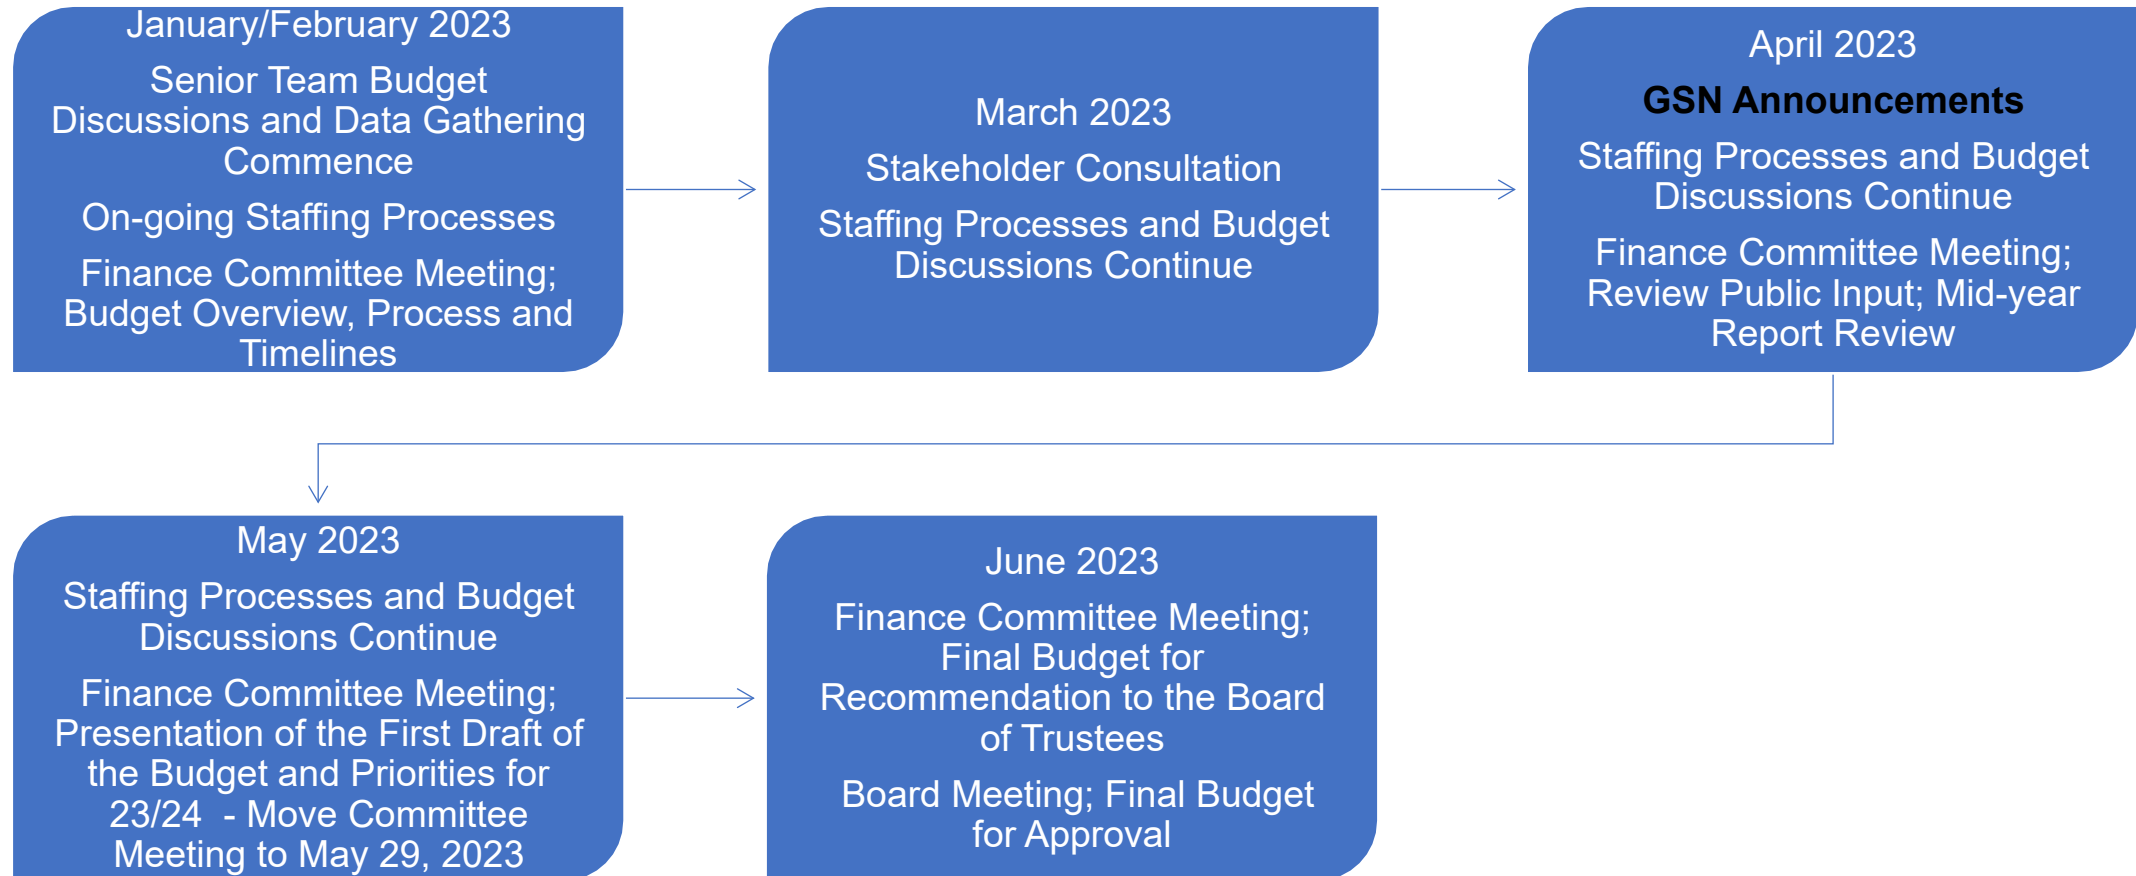 January/February 2023
Senior Team Budget
Discussions and Data Gathering
Commence
On-going Staffing Processes
Finance Committee Meeting;
Budget Overview, Process and
Timelines
March 2023
Stakeholder Consultation
Staffing Processes and Budget
Discussions Continue
April 2023
GSN Announcements
Staffing Processes and Budget
Discussions Continue
Finance Committee Meeting;
Review Public Input; Mid-year
Report Review
May 2023
Staffing Processes and Budget
Discussions Continue
Finance Committee Meeting;
Presentation of the First Draft of
the Budget and Priorities for
23/24  - Move Committee
Meeting to May 29, 2023
June 2023
Finance Committee Meeting;
Final Budget for
Recommendation to the Board
of Trustees
Board Meeting; Final Budget
for Approval